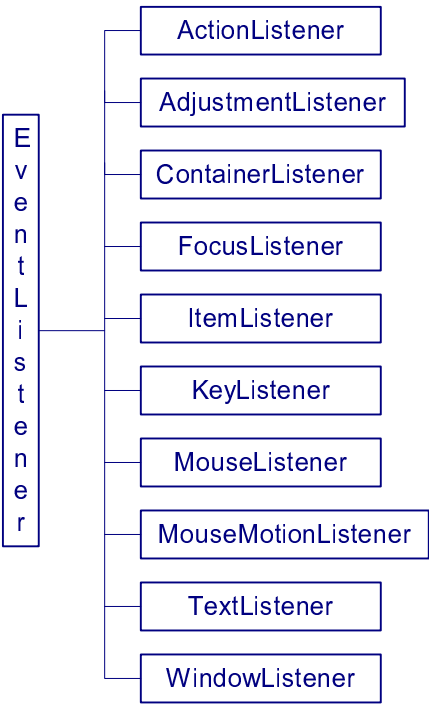 EventListener
ActionListener
AdjustmentListener
ContainerListener
FocusListener
ItemListener
KeyListener
MouseListener
MouseMotionListener
TextListener
WindowListener